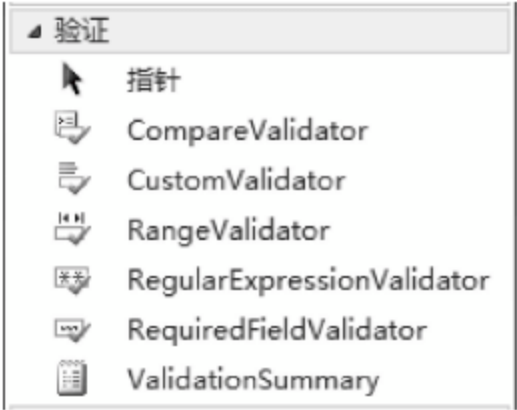 验证
指针
CompareValidator
CustomValidator
RangeValidator
RegularExpressionValidator
RequiredFieldValidator
ValidationSummary